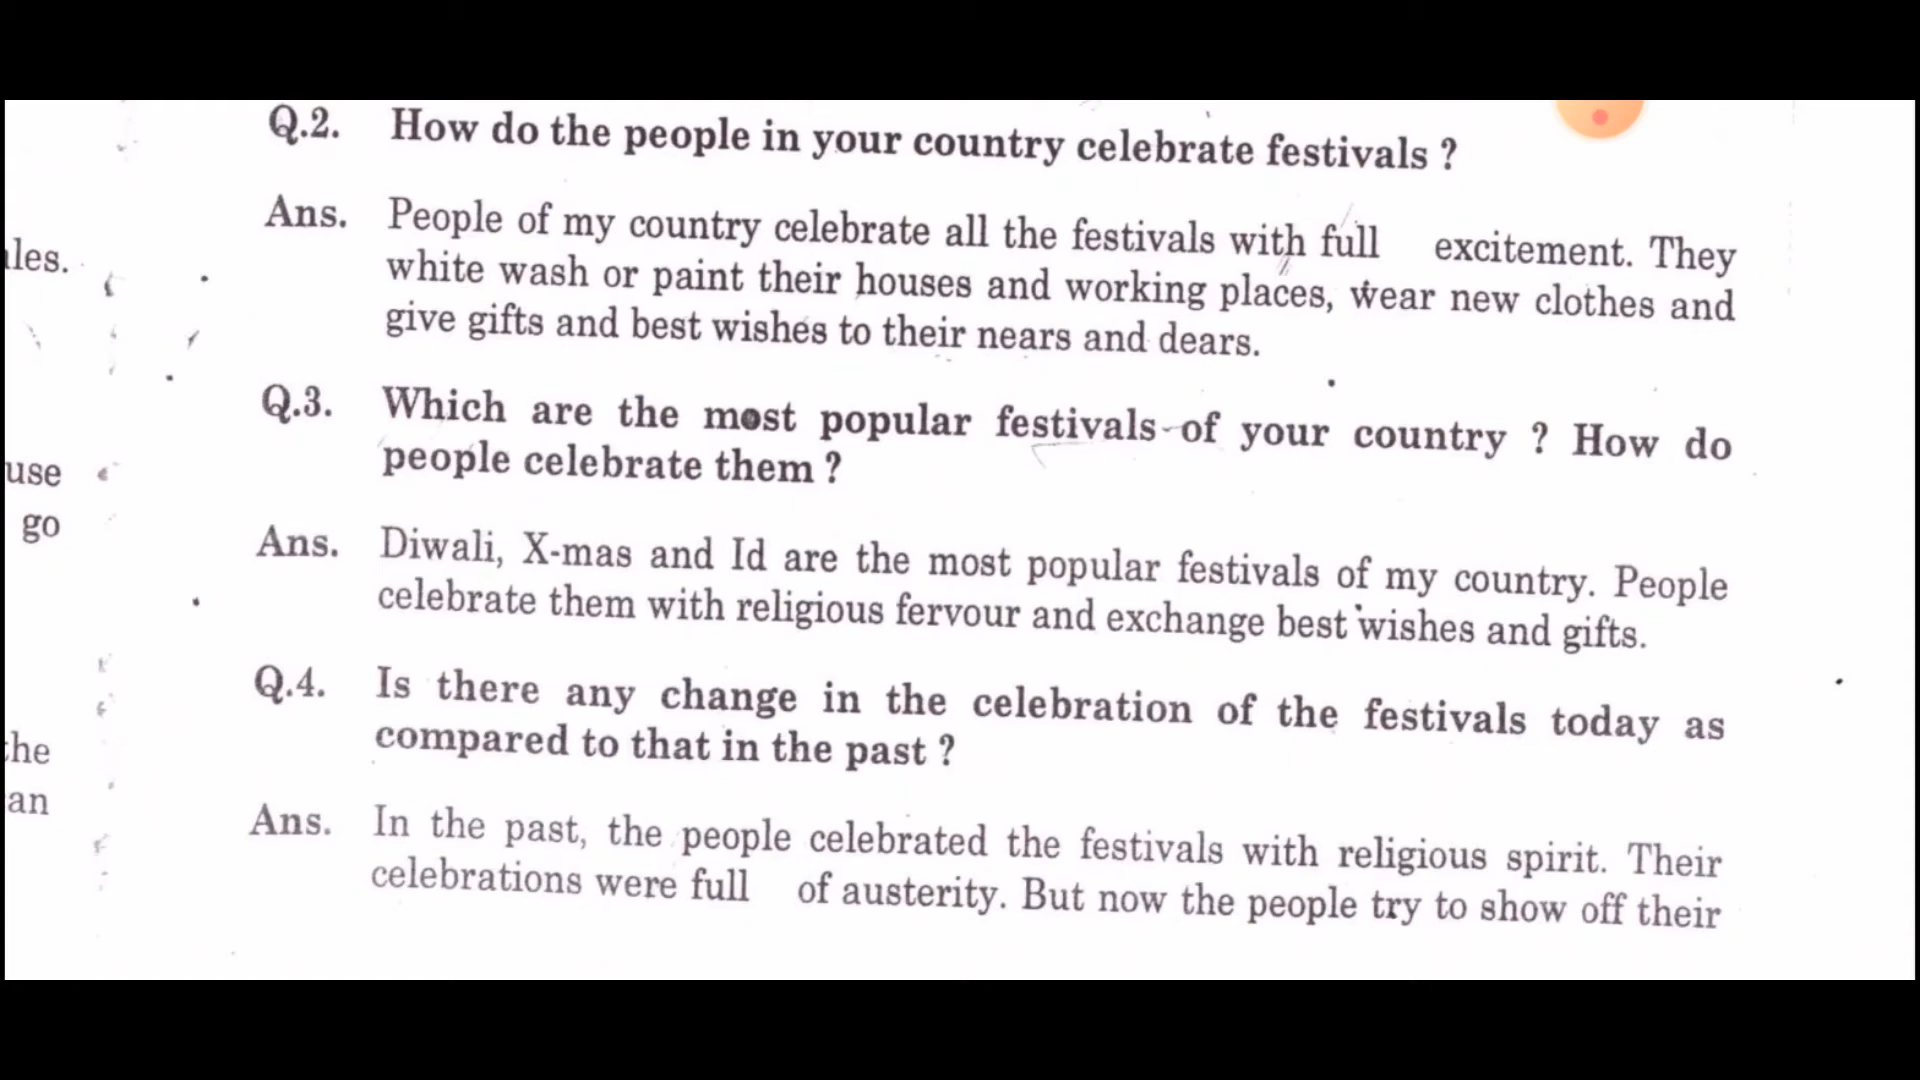 Q.2. How do the people in your country celebrate festivals ?
Ans. People of my country celebrate all the festivals with full excitement. They
white wash or paint their houses and working places, wear new clothes and
give gifts and best wishes to their nears and dears.
Q.3. Which are the most popular festivals of your country ? How do
people celebrate them ?
Ans. Diwali, X-mas and Id are the most popular festivals of my country. People
celebrate them with religious fervour and exchange best wishes and gifts.
Q.4. Is there any change in the celebration of the festivals today as
compared to that in the past ?
Ans. In the past, the people celebrated the festivals with religious spirit. Their
celebrations were full of austerity. But now the people try to show off their
use
go
an